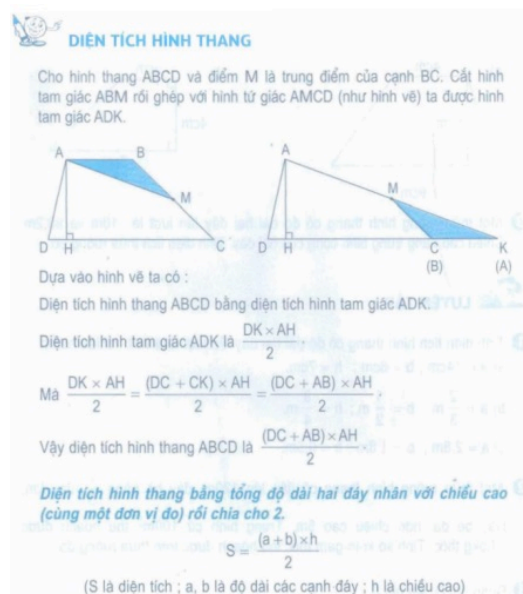 DIỆN TÍCH HÌNH THANG
Cho hình thang ABCD và điểm M là trung điểm của cạnh BC. Cắt hình
tam giác ABM rồi ghép với hình tứ giác AMCD (như hình vẽ) ta được hình
tam giác ADK.
A B M D H C
A M D H C K
(B) (A)
Dựa vào hình vẽ ta có :
Diện tích hình thang ABCD bằng diện tích hình tam giác ADK.
Diện tích hình tam giác ADK là \frac{DK × AH}{2}
Mà \frac{DK × AH}{2} = \frac{(DC + CK) × AH}{2} = \frac{(DC + AB) × AH}{2}
Vậy diện tích hình thang ABCD là \frac{(DC + AB) × AH}{2}
Diện tích hình thang bằng tổng độ dài hai đáy nhân với chiều cao
(cùng một đơn vị đo) rồi chia cho 2.
S = \frac{(a + b) × h}{2}
(S là diện tích ; a, b là độ dài các cạnh đáy ; h là chiều cao)